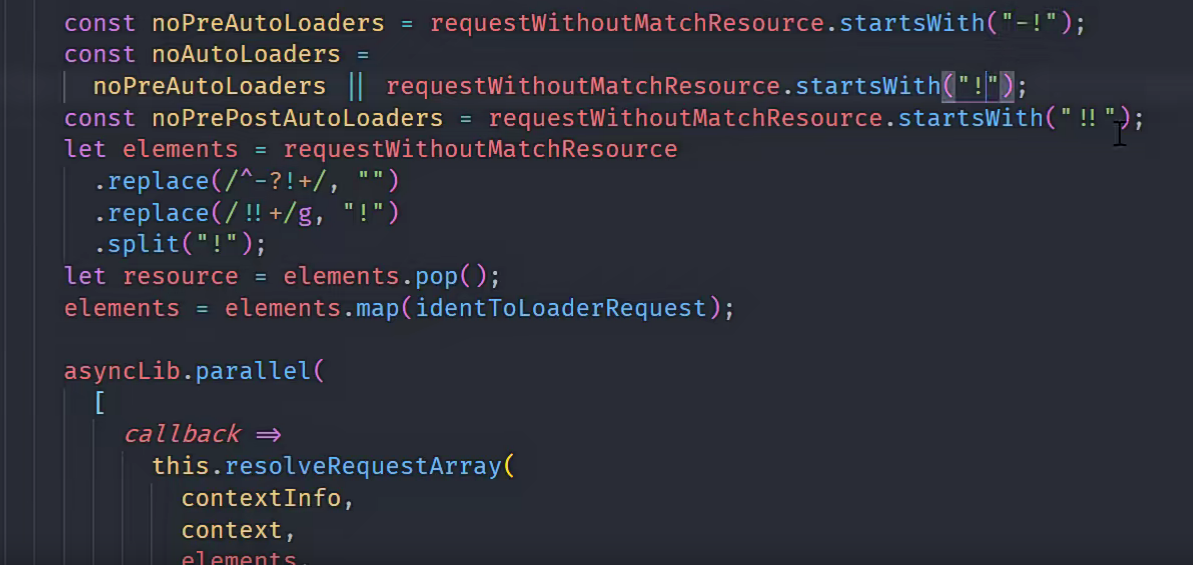 const noPreAutoLoaders = requestWithoutMatchResource.startsWith("-!");
const noAutoLoaders =
noPreAutoLoaders || requestWithoutMatchResource.startsWith("!");
const noPrePostAutoLoaders = requestWithoutMatchResource.startsWith("!!");
let elements = requestWithoutMatchResource
.replace(/^-?!+/, "")
.replace(/!!+/g, "!")
.split("!");
let resource = elements.pop();
elements = elements.map(identToLoaderRequest);
asyncLib.parallel(
[
callback =>
this.resolveRequestArray(
contextInfo,
context,
elements,